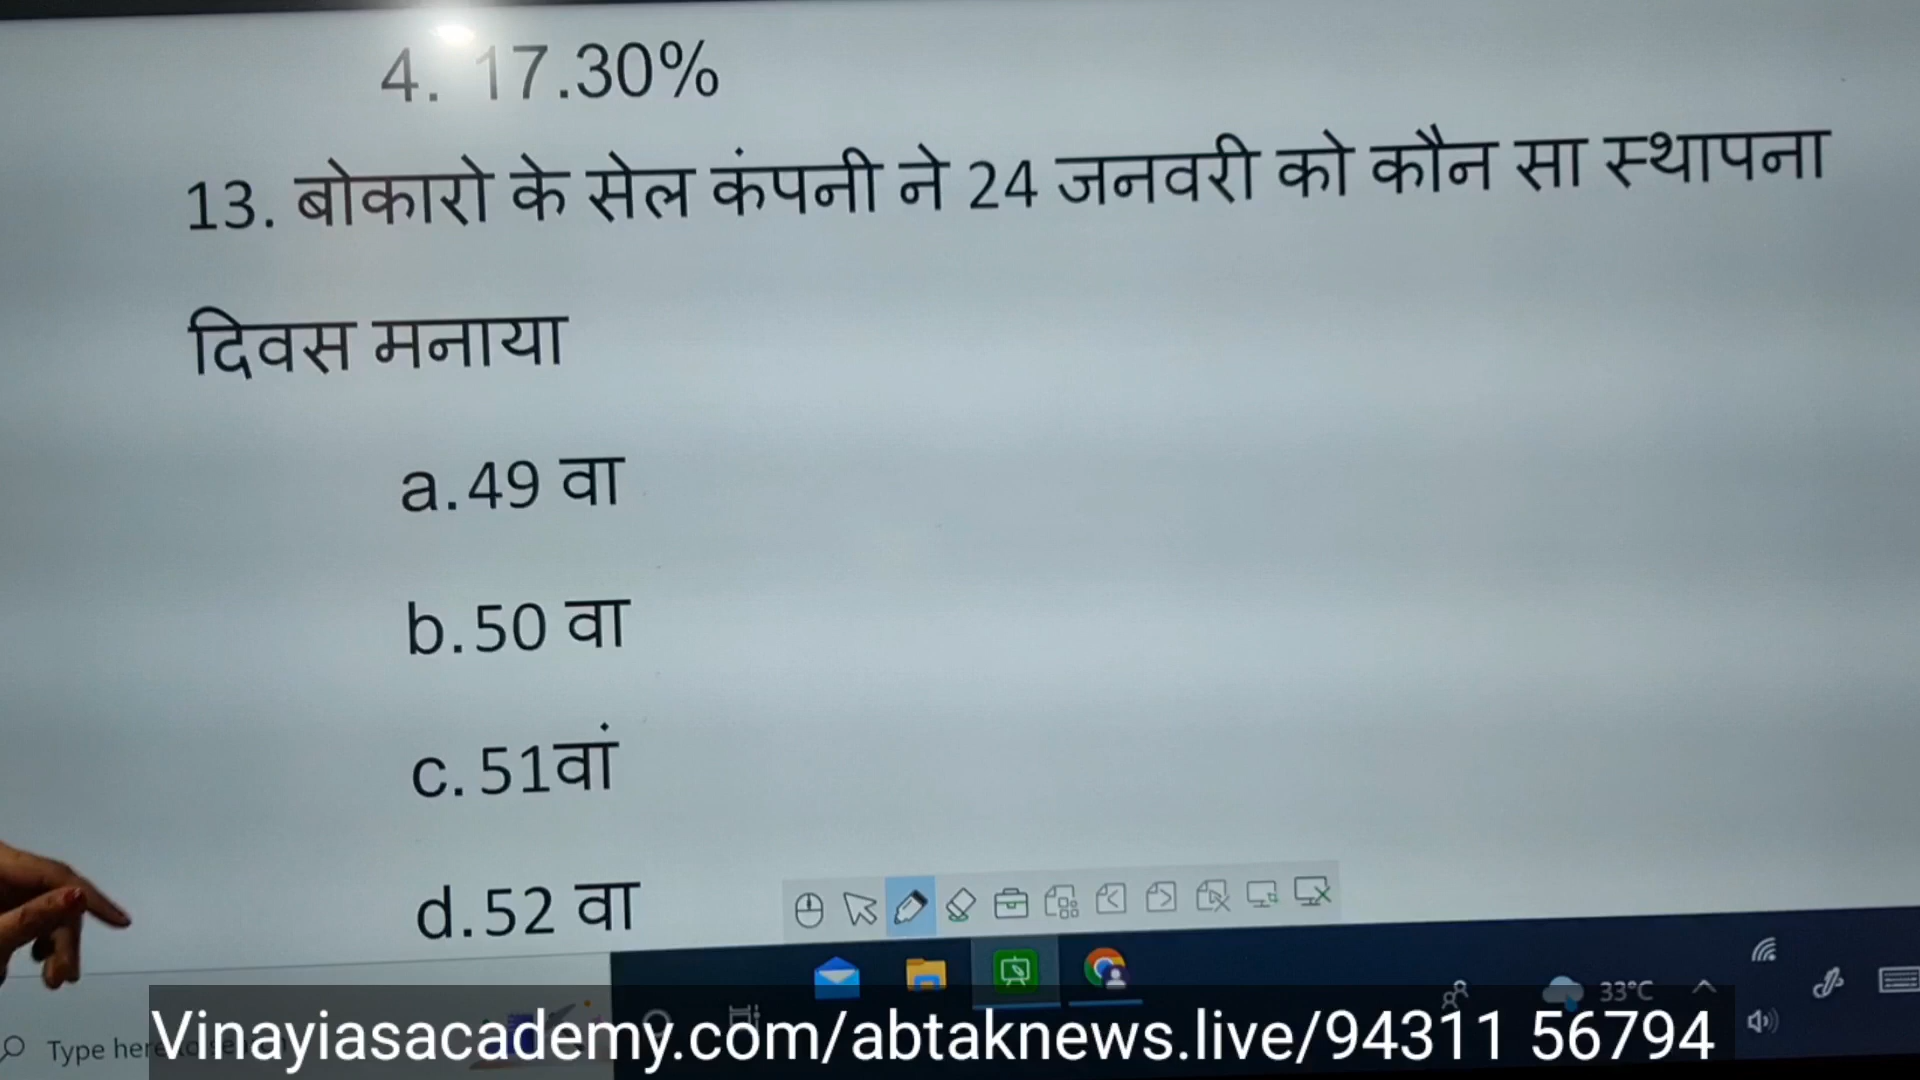 4. 17.30%
13. बोकारो के सेल कंपनी ने 24 जनवरी को कौन सा स्थापना
दिवस मनाया
a. 49 वा
b. 50 वा
c. 51वां
d. 52 वा
33°C
Type here
Vinayiasacademy.com/abtaknews.live/94311 56794